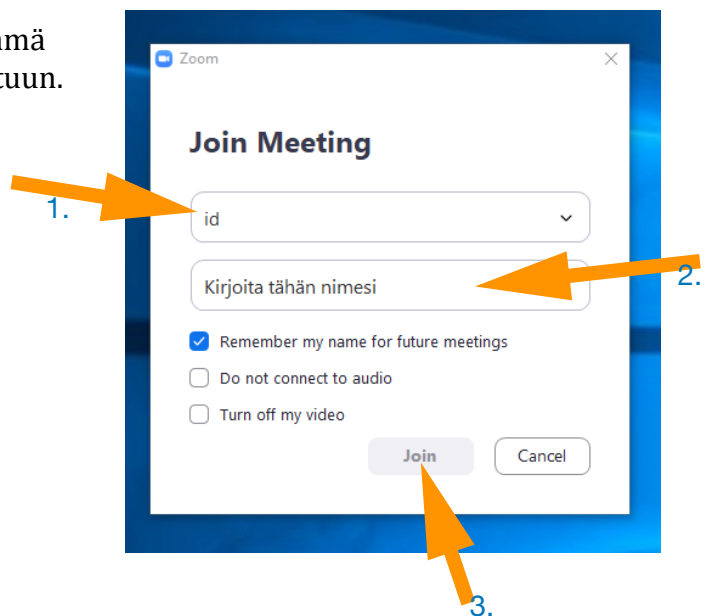 Zoom
Join Meeting
1.
id
Kirjoita tähän nimesi
2.
Remember my name for future meetings
Do not connect to audio
Turn off my video
Join
Cancel
3.